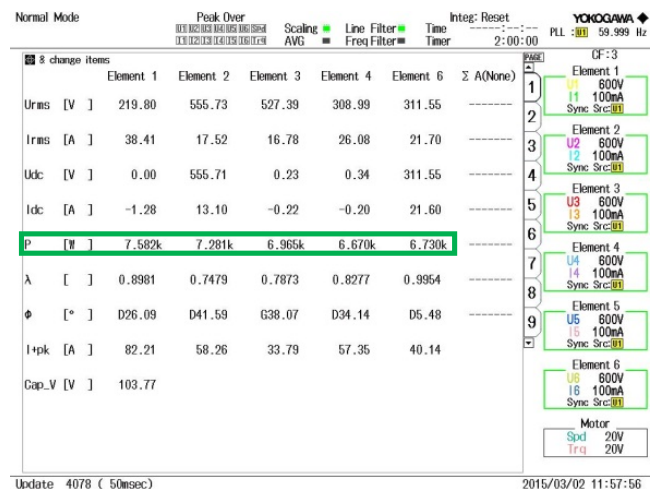 Normal Mode
Peak Over
U1 U2 U3 U4 U5 U6 Spd
I1 I2 I3 I4 I5 I6 Trq
Scaling
AVG
Line Filter
Freq Filter
Integ: Reset
Time -----:--:--
Timer 2:00:00
YOKOGAWA
PLL : U1 59.999 Hz
8 change items
PAGE
CF:3
Element 1 Element 2 Element 3 Element 4 Element 6 Σ A(None)
Urms [V ] 219.80 555.73 527.39 308.99 311.55 -------
Irms [A ] 38.41 17.52 16.78 26.08 21.70 -------
Udc [V ] 0.00 555.71 0.23 0.34 311.55 -------
Idc [A ] -1.28 13.10 -0.22 -0.20 21.60 -------
P [W ] 7.582k 7.281k 6.965k 6.670k 6.730k -------
λ [ ] 0.8981 0.7479 0.7873 0.8277 0.9954 -------
Φ [° ] D26.09 D41.59 G38.07 D34.14 D5.48 -------
I+pk [A ] 82.21 58.26 33.79 57.35 40.14 -------
Cap_V [V ] 103.77
1
2
3
4
5
6
7
8
9
Element 1
U1 600V
I1 100mA
Sync Src:U1
Element 2
U2 600V
I2 100mA
Sync Src:U1
Element 3
U3 600V
I3 100mA
Sync Src:U1
Element 4
U4 600V
I4 100mA
Sync Src:U1
Element 5
U5 600V
I5 100mA
Sync Src:U1
Element 6
U6 600V
I6 100mA
Sync Src:U1
Motor
Spd 20V
Trq 20V
Update 4078 ( 50msec)
2015/03/02 11:57:56